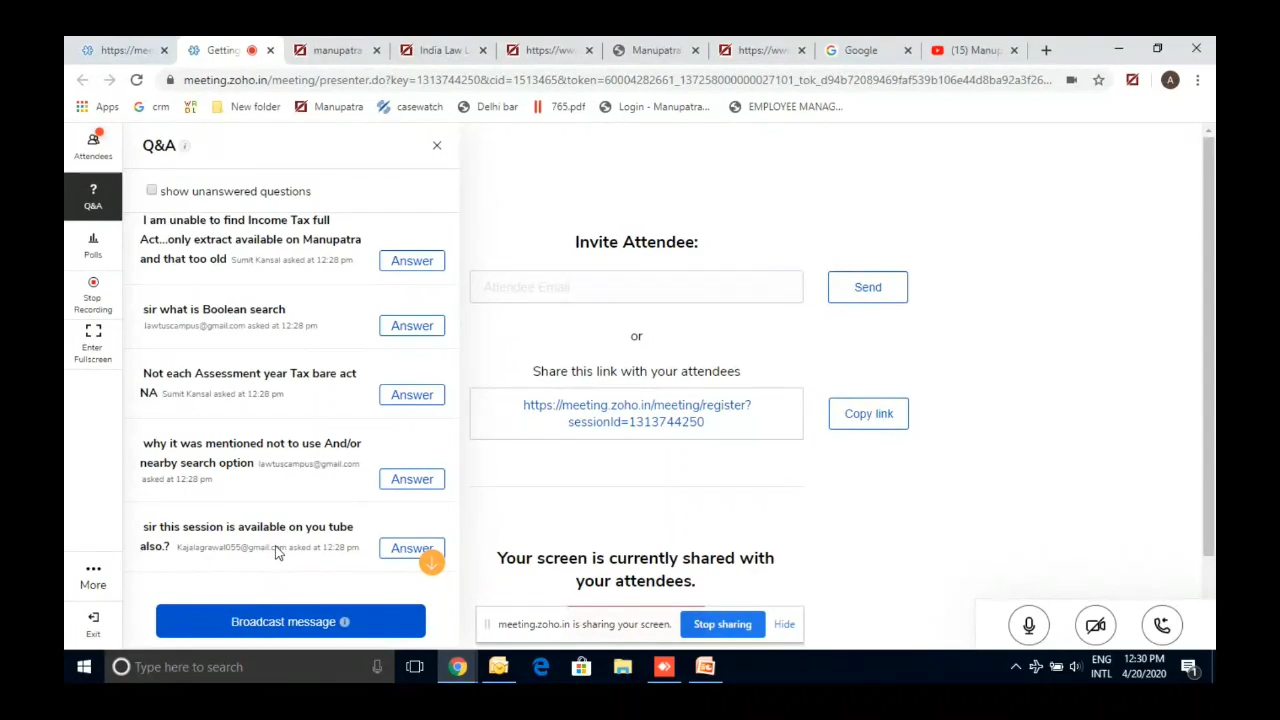 https://mee
Getting
manupatra
India Law L
https://ww
Manupatra
https://ww
Google
(15) Manup
meeting.zoho.in/meeting/presenter.do?key=1313744250&cid=1513465&token=60004282661_137258000000027101_tok_d94b72089469faf539b106e44d8ba92a3f26...
Apps
crm
New folder
Manupatra
casewatch
Delhi bar
765.pdf
Login - Manupatra...
EMPLOYEE MANAG...
Attendees
?
Q&A
Polls
Stop
Recording
Enter
Fullscreen
More
Exit
Q&A
show unanswered questions
I am unable to find Income Tax full
Act...only extract available on Manupatra
and that too old Sumit Kansal asked at 12:28 pm
Answer
sir what is Boolean search
lawtuscampus@gmail.com asked at 12:28 pm
Answer
Not each Assessment year Tax bare act
NA Sumit Kansal asked at 12:28 pm
Answer
why it was mentioned not to use And/or
nearby search option lawtuscampus@gmail.com
asked at 12:28 pm
Answer
sir this session is available on you tube
also.? Kajalagrawal055@gmail.com asked at 12:28 pm
Answer
Broadcast message
Invite Attendee:
Attendee Email
Send
or
Share this link with your attendees
https://meeting.zoho.in/meeting/register?
sessionId=1313744250
Copy link
Your screen is currently shared with
your attendees.
meeting.zoho.in is sharing your screen.
Stop sharing
Hide
Type here to search
ENG
INTL
12:30 PM
4/20/2020
1